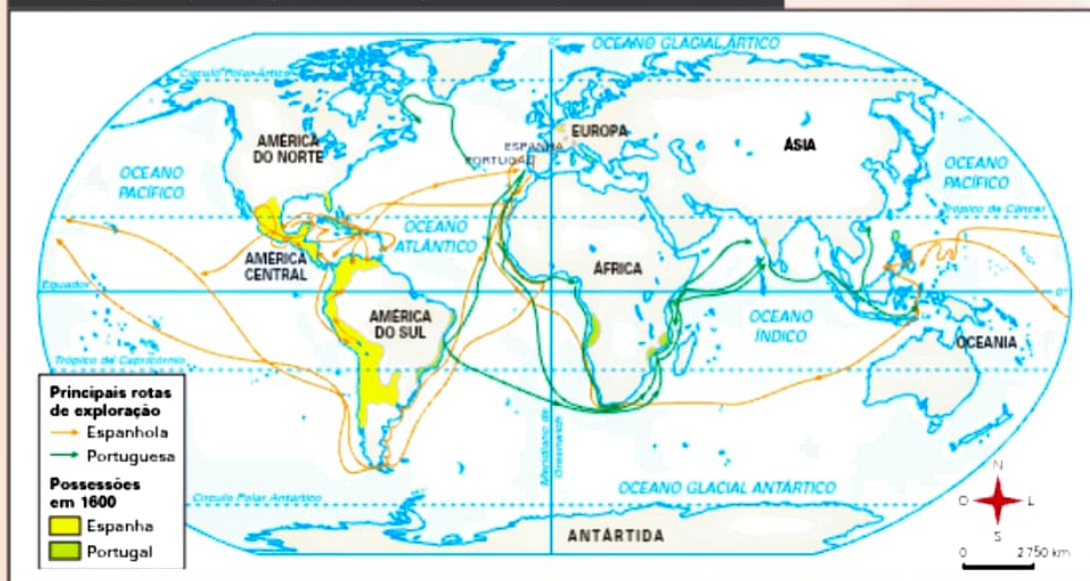 OCEANO GLACIAL ÁRTICO
Círculo Polar Ártico
AMÉRICA
DO NORTE
EUROPA
ÁSIA
ESPANHA
PORTUGAL
OCEANO
PACÍFICO
OCEANO
PACÍFICO
Trópico de Câncer
OCEANO
ATLÂNTICO
AMÉRICA
CENTRAL
ÁFRICA
Equador
0°
AMÉRICA
DO SUL
OCEANO
ÍNDICO
OCEANIA
Trópico de Capricórnio
Meridiano de
Greenwich
Principais rotas
de exploração
Espanhola
Portuguesa
Possessões
em 1600
Espanha
Portugal
Círculo Polar Antártico
OCEANO GLACIAL ANTÁRTICO
ANTÁRTIDA
N
O
L
S
0
2 750 km